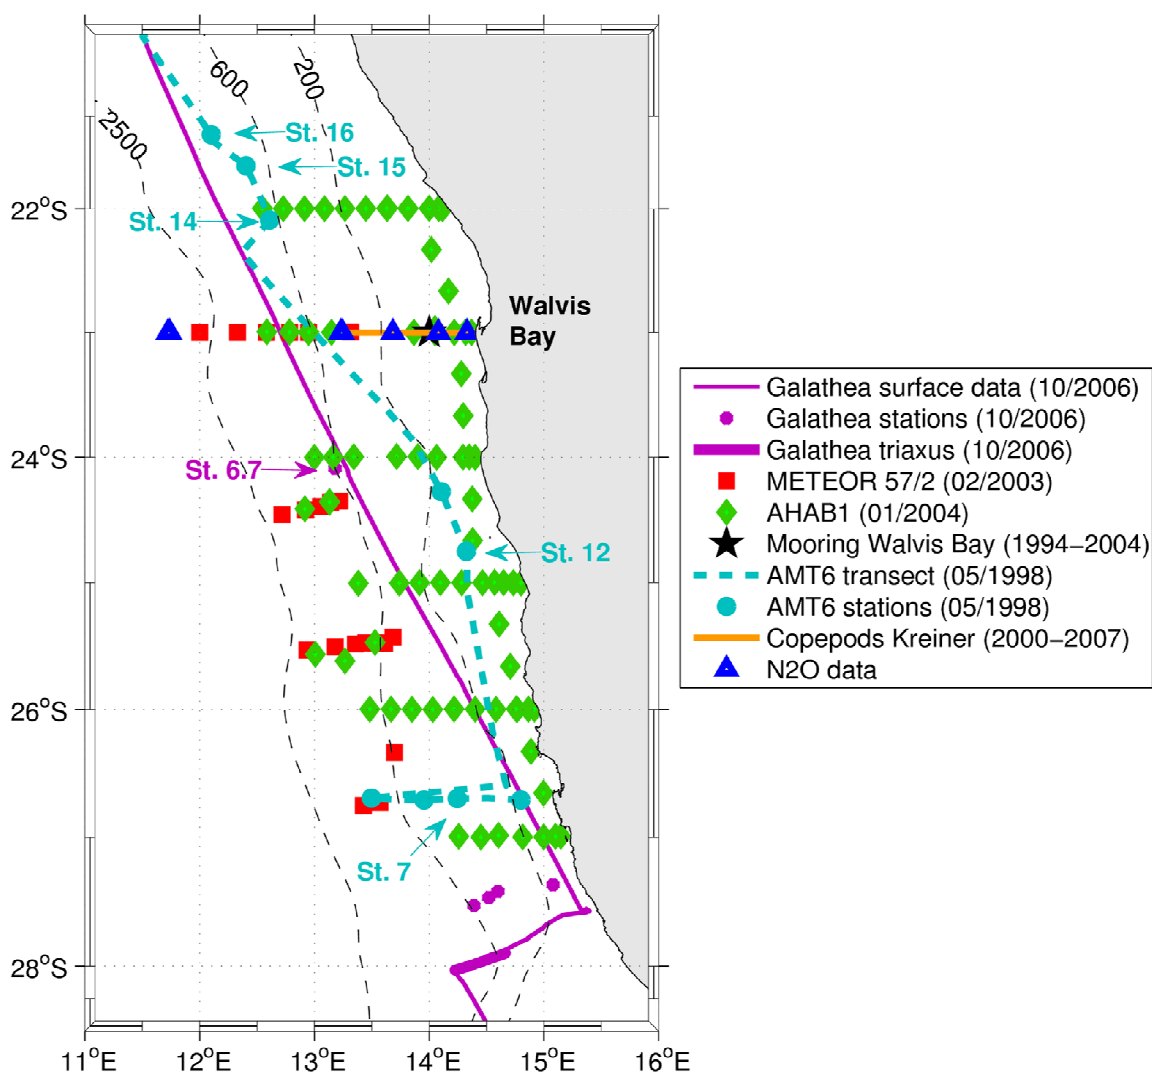 600
200
2500
St. 16
St. 15
St. 14
22°S
Walvis
Bay
24°S
St. 6.7
St. 12
26°S
St. 7
28°S
11°E
12°E
13°E
14°E
15°E
16°E
Galathea surface data (10/2006)
Galathea stations (10/2006)
Galathea triaxus (10/2006)
METEOR 57/2 (02/2003)
AHAB1 (01/2004)
Mooring Walvis Bay (1994−2004)
AMT6 transect (05/1998)
AMT6 stations (05/1998)
Copepods Kreiner (2000−2007)
N2O data